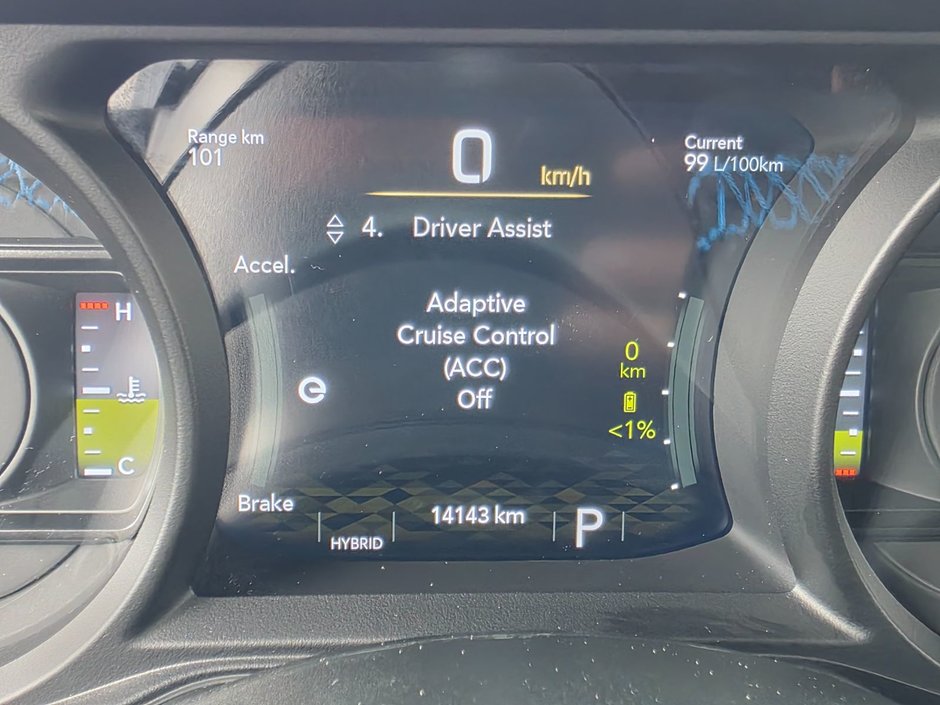 Range km
101
0
km/h
Current
99 L/100km
4. Driver Assist
Accel.
H
Adaptive
Cruise Control
(ACC)
Off
0
km
e
<1%
C
Brake
14143 km
P
HYBRID